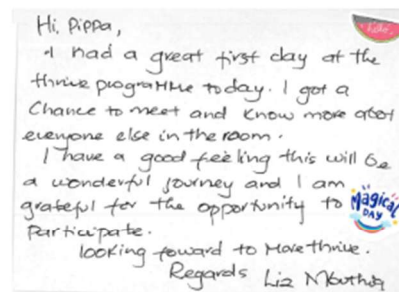 Hi, Pippa,
I had a great first day at the
thrive programme today. I got a
Chance to meet and know more abot
everyone else in the room.
I have a good feeling this will be
a wonderful journey and I am
grateful for the opportunity to
Participate.
looking foward to more thrive.
Regards Liz
Magical
DAY